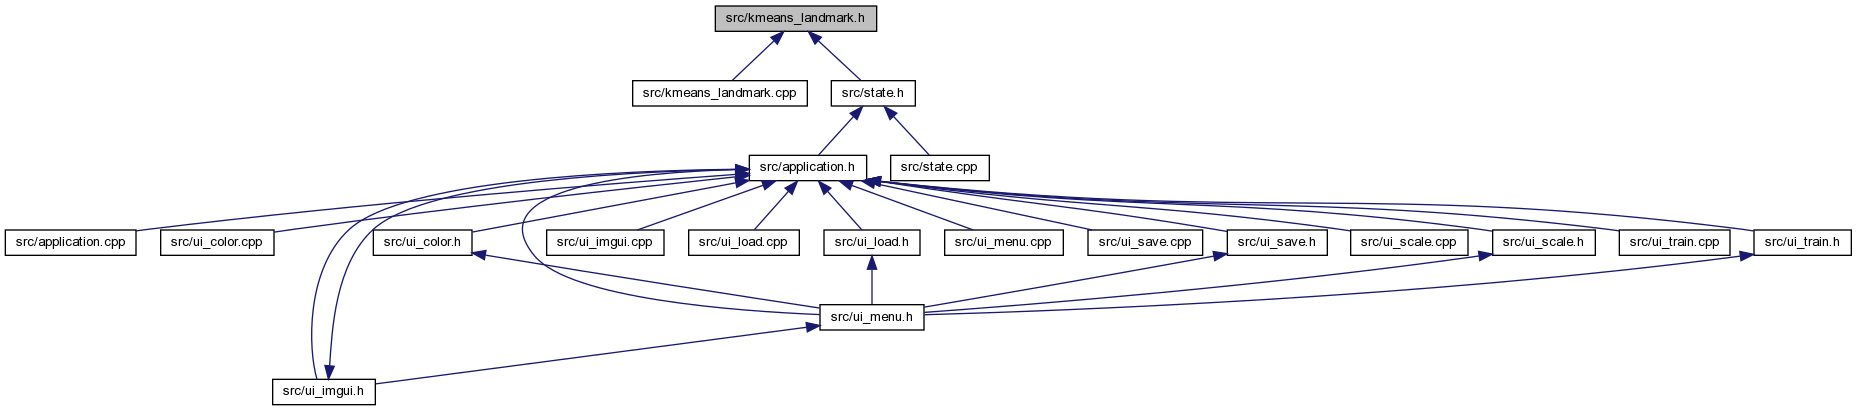 src/kmeans_landmark.h
src/kmeans_landmark.cpp
src/state.h
src/application.h
src/state.cpp
src/application.cpp
src/ui_color.cpp
src/ui_color.h
src/ui_imgui.cpp
src/ui_load.cpp
src/ui_load.h
src/ui_menu.cpp
src/ui_save.cpp
src/ui_save.h
src/ui_scale.cpp
src/ui_scale.h
src/ui_train.cpp
src/ui_train.h
src/ui_menu.h
src/ui_imgui.h